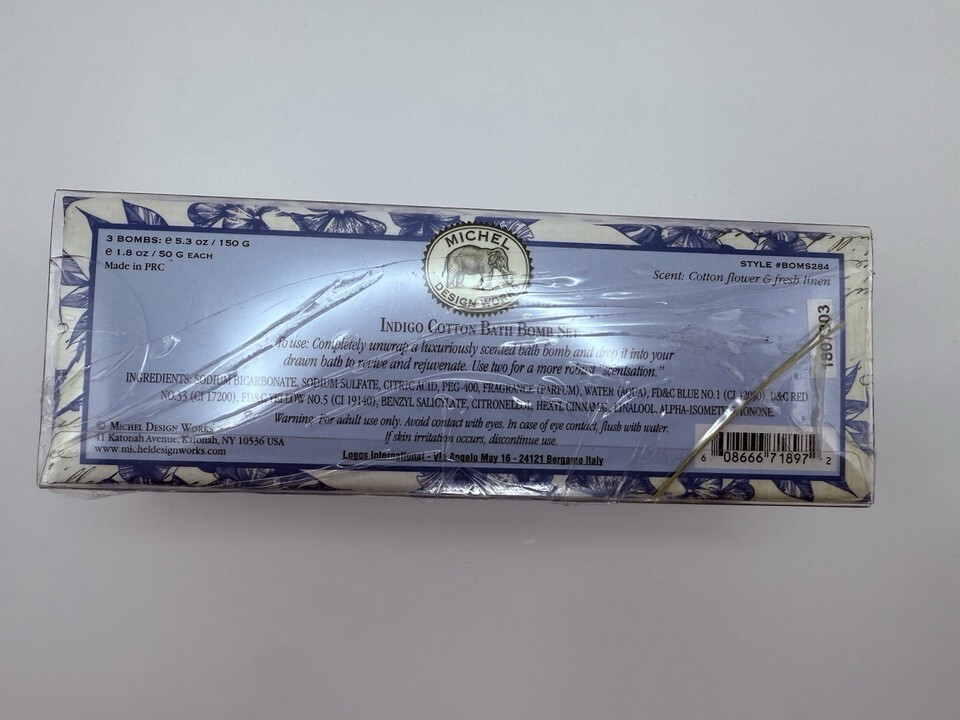 3 BOMBS: e 5.3 oz / 150 G
e 1.8 oz / 50 G EACH
Made in PRC
MICHEL
DESIGN WORKS
STYLE #BOMS284
Scent: Cotton flower & fresh linen
INDIGO COTTON BATH BOMB SET
To use: Completely unwrap a luxuriously scented bath bomb and drop it into your
drawn bath to revive and rejuvenate. Use two for a more robust "scentsation."
INGREDIENTS: SODIUM BICARBONATE, SODIUM SULFATE, CITRIC ACID, PEG-400, FRAGRANCE (PARFUM), WATER (AQUA), FD&C BLUE NO.1 (CI 42090), D&C RED
NO.33 (CI 17200), FD&C YELLOW NO.5 (CI 19140), BENZYL SALICYLATE, CITRONELLOL, HEXYL CINNAMAL, LINALOOL, ALPHA-ISOMETHYL IONONE.
Warning: For adult use only. Avoid contact with eyes. In case of eye contact, flush with water.
If skin irritation occurs, discontinue use.
© MICHEL DESIGN WORKS
11 Katonah Avenue, Katonah, NY 10536 USA
www.micheldesignworks.com
Logos International - Via Angelo May 16 - 24121 Bergamo Italy
6 08666 71897 2